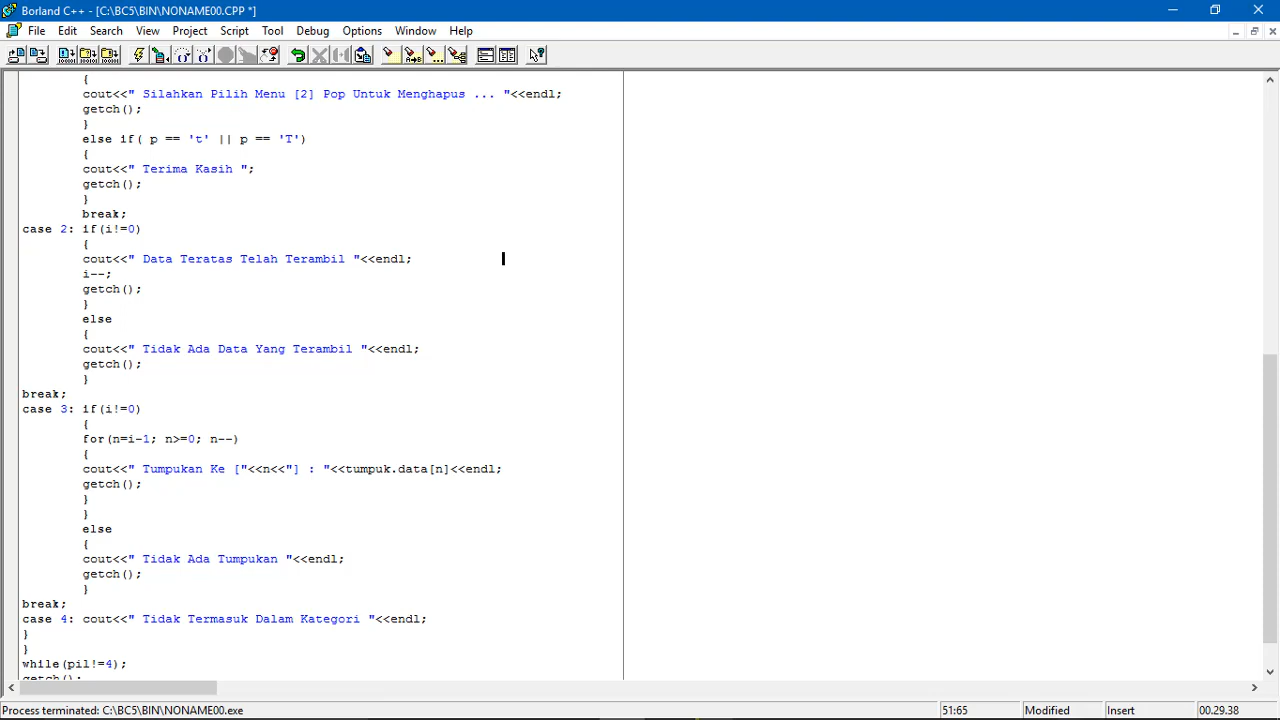 Borland C++ - [C:\BC5\BIN\NONAME00.CPP *]
File Edit Search View Project Script Tool Debug Options Window Help
{
cout<<" Silahkan Pilih Menu [2] Pop Untuk Menghapus ... "<<endl;
getch();
}
else if( p == 't' || p == 'T')
{
cout<<" Terima Kasih ";
getch();
}
break;
case 2: if(i!=0)
{
cout<<" Data Teratas Telah Terambil "<<endl;
i--;
getch();
}
else
{
cout<<" Tidak Ada Data Yang Terambil "<<endl;
getch();
}
break;
case 3: if(i!=0)
{
for(n=i-1; n>=0; n--)
{
cout<<" Tumpukan Ke ["<<n<<"] : "<<tumpuk.data[n]<<endl;
getch();
}
}
else
{
cout<<" Tidak Ada Tumpukan "<<endl;
getch();
}
break;
case 4: cout<<" Tidak Termasuk Dalam Kategori "<<endl;
}
}
while(pil!=4);
getch();
Process terminated: C:\BC5\BIN\NONAME00.exe 51:65 Modified Insert 00.29.38